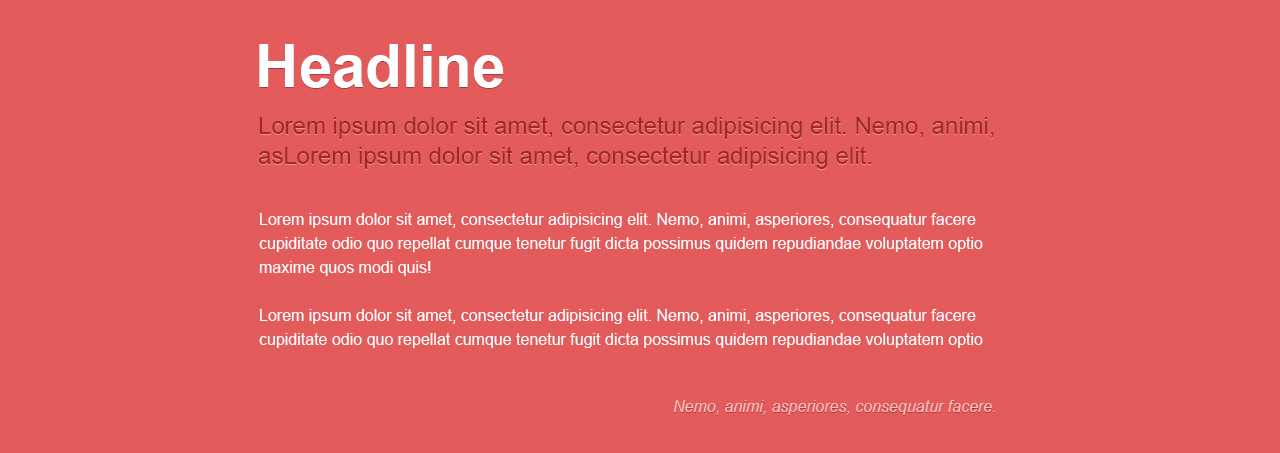 Headline
Lorem ipsum dolor sit amet, consectetur adipisicing elit. Nemo, animi,
asLorem ipsum dolor sit amet, consectetur adipisicing elit.
Lorem ipsum dolor sit amet, consectetur adipisicing elit. Nemo, animi, asperiores, consequatur facere
cupiditate odio quo repellat cumque tenetur fugit dicta possimus quidem repudiandae voluptatem optio
maxime quos modi quis!
Lorem ipsum dolor sit amet, consectetur adipisicing elit. Nemo, animi, asperiores, consequatur facere
cupiditate odio quo repellat cumque tenetur fugit dicta possimus quidem repudiandae voluptatem optio
Nemo, animi, asperiores, consequatur facere.